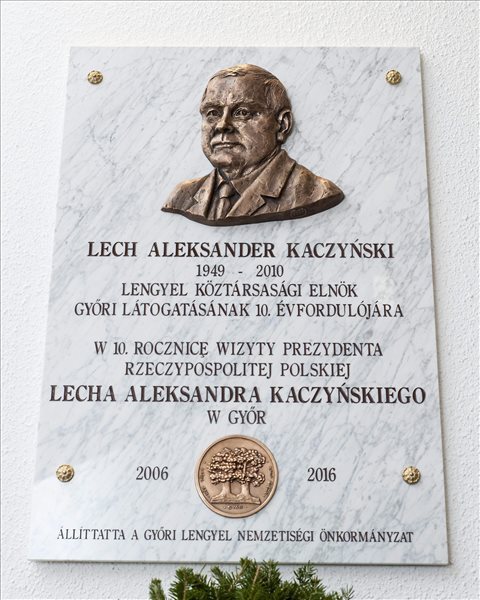 LECH ALEKSANDER KACZYŃSKI
1949 - 2010
LENGYEL KÖZTÁRSASÁGI ELNÖK
GYŐRI LÁTOGATÁSÁNAK 10. ÉVFORDULÓJÁRA
W 10. ROCZNICĘ WIZYTY PREZYDENTA
RZECZYPOSPOLITEJ POLSKIEJ
LECHA ALEKSANDRA KACZYŃSKIEGO
W GYŐR
2006 2016
ÁLLÍTTATTA A GYŐRI LENGYEL NEMZETISÉGI ÖNKORMÁNYZAT